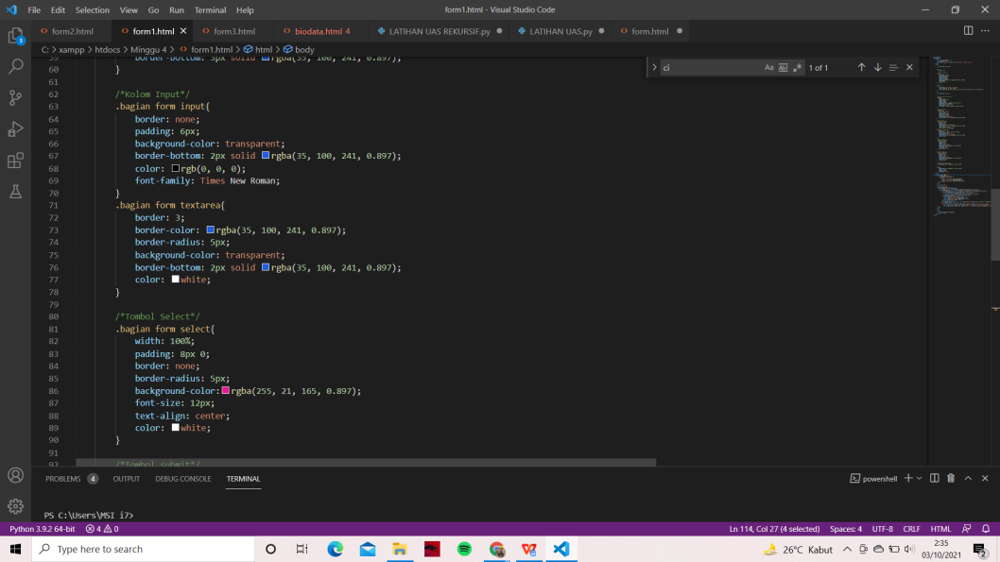 File Edit Selection View Go Run Terminal Help
form1.html - Visual Studio Code
form2.html form1.html form3.html biodata.html 4 LATIHAN UAS REKURSIF.py LATIHAN UAS.py form.html
C: > xampp > htdocs > Minggu 4 > form1.html > html > body
ci
1 of 1
59 border-bottom: 3px solid rgba(35, 100, 241, 0.897);
60 }
61
62 /*Kolom Input*/
63 .bagian form input{
64 border: none;
65 padding: 6px;
66 background-color: transparent;
67 border-bottom: 2px solid rgba(35, 100, 241, 0.897);
68 color: rgb(0, 0, 0);
69 font-family: Times New Roman;
70 }
71 .bagian form textarea{
72 border: 3;
73 border-color: rgba(35, 100, 241, 0.897);
74 border-radius: 5px;
75 background-color: transparent;
76 border-bottom: 2px solid rgba(35, 100, 241, 0.897);
77 color: white;
78 }
79
80 /*Tombol Select*/
81 .bagian form select{
82 width: 100%;
83 padding: 8px 0;
84 border: none;
85 border-radius: 5px;
86 background-color: rgba(255, 21, 165, 0.897);
87 font-size: 12px;
88 text-align: center;
89 color: white;
90 }
91
92 /*Tombol submit*/
PROBLEMS 4 OUTPUT DEBUG CONSOLE TERMINAL powershell
PS C:\Users\MSI i7>
Python 3.9.2 64-bit 4 0 Ln 114, Col 27 (4 selected) Spaces: 4 UTF-8 CRLF HTML
Type here to search
26°C Kabut
2:35
03/10/2021
2